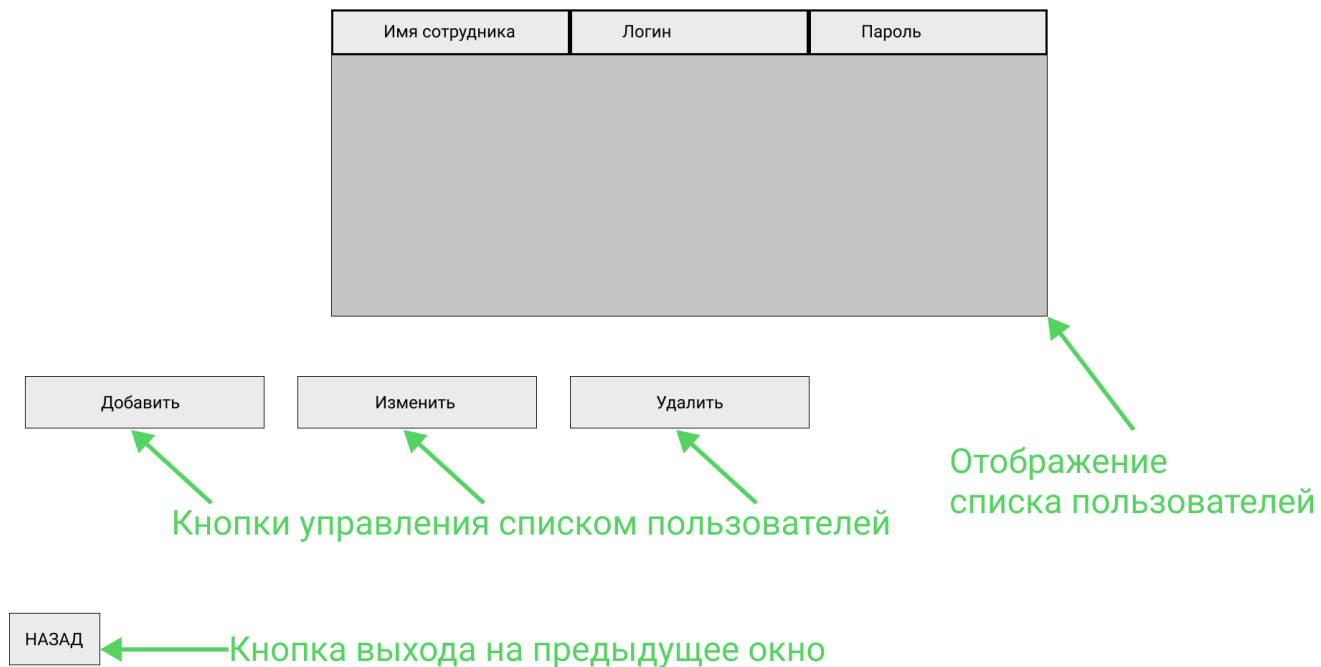 Имя сотрудника
Логин
Пароль
Добавить
Изменить
Удалить
Отображение
списка пользователей
Кнопки управления списком пользователей
НАЗАД
Кнопка выхода на предыдущее окно